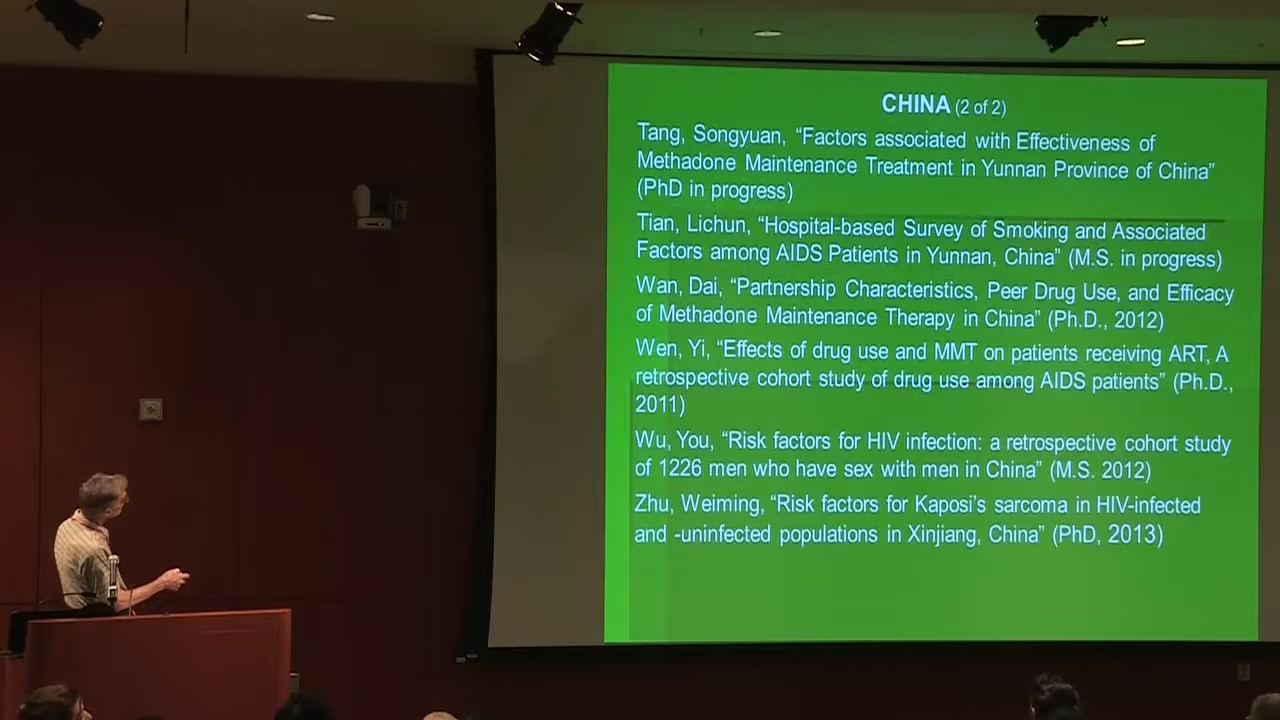 CHINA (2 of 2)
Tang, Songyuan, “Factors associated with Effectiveness of
Methadone Maintenance Treatment in Yunnan Province of China”
(PhD in progress)
Tian, Lichun, “Hospital-based Survey of Smoking and Associated
Factors among AIDS Patients in Yunnan, China” (M.S. in progress)
Wan, Dai, “Partnership Characteristics, Peer Drug Use, and Efficacy
of Methadone Maintenance Therapy in China” (Ph.D., 2012)
Wen, Yi, “Effects of drug use and MMT on patients receiving ART, A
retrospective cohort study of drug use among AIDS patients” (Ph.D.,
2011)
Wu, You, “Risk factors for HIV infection: a retrospective cohort study
of 1226 men who have sex with men in China” (M.S. 2012)
Zhu, Weiming, “Risk factors for Kaposi’s sarcoma in HIV-infected
and -uninfected populations in Xinjiang, China” (PhD, 2013)